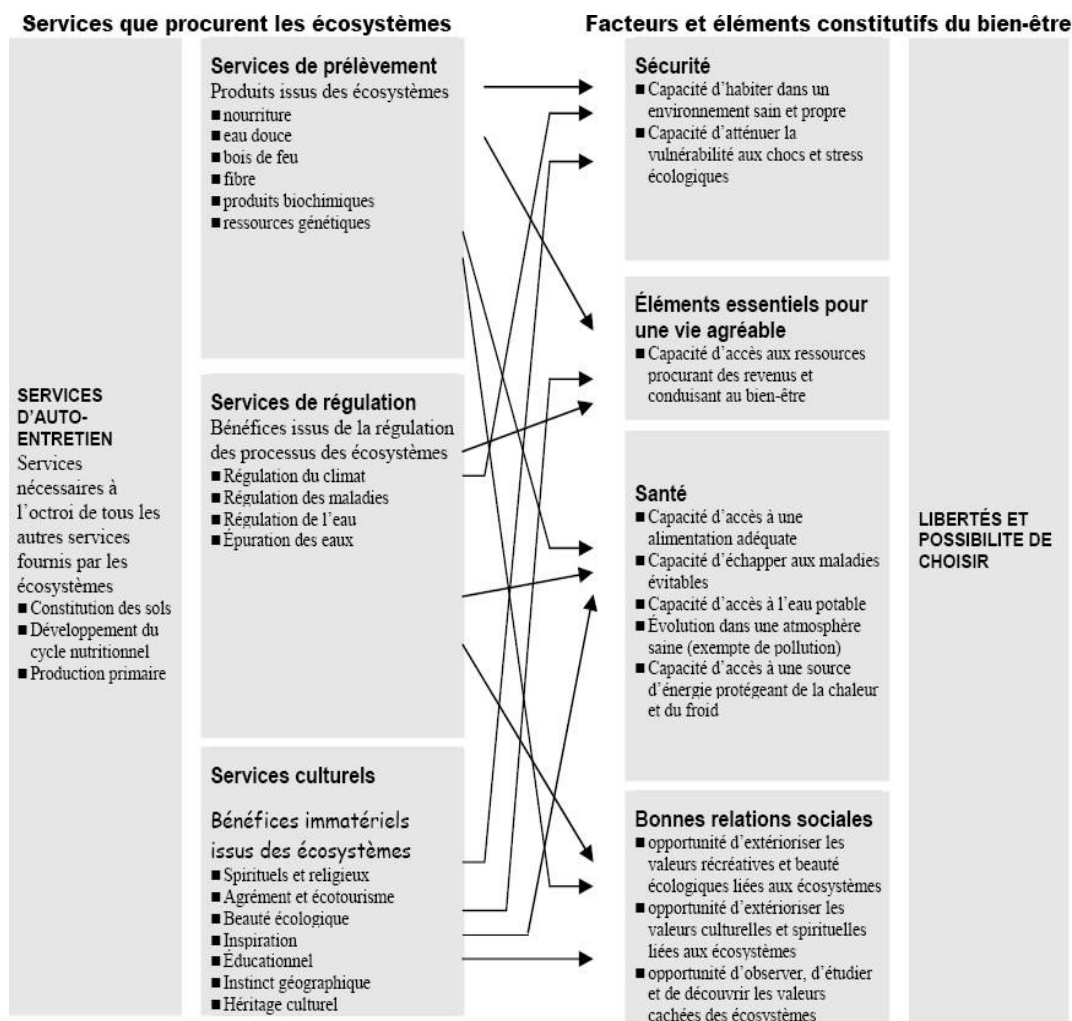 Services que procurent les écosystèmes
Facteurs et éléments constitutifs du bien-être
SERVICES
D'AUTO-
ENTRETIEN
Services
nécessaires à
l'octroi de tous les
autres services
fournis par les
écosystèmes
■ Constitution des sols
■ Développement du
cycle nutritionnel
■ Production primaire
Services de prélèvement
Produits issus des écosystèmes
■ nourriture
■ eau douce
■ bois de feu
■ fibre
■ produits biochimiques
■ ressources génétiques
Services de régulation
Bénéfices issus de la régulation
des processus des écosystèmes
■ Régulation du climat
■ Régulation des maladies
■ Régulation de l'eau
■ Épuration des eaux
Services culturels
Bénéfices immatériels
issus des écosystèmes
■ Spirituels et religieux
■ Agrément et écotourisme
■ Beauté écologique
■ Inspiration
■ Éducationnel
■ Instinct géographique
■ Héritage culturel
Sécurité
■ Capacité d'habiter dans un
environnement sain et propre
■ Capacité d'atténuer la
vulnérabilité aux chocs et stress
écologiques
Éléments essentiels pour
une vie agréable
■ Capacité d'accès aux ressources
procurant des revenus et
conduisant au bien-être
Santé
■ Capacité d'accès à une
alimentation adéquate
■ Capacité d'échapper aux maladies
évitables
■ Capacité d'accès à l'eau potable
■ Évolution dans une atmosphère
saine (exempte de pollution)
■ Capacité d'accès à une source
d'énergie protégeant de la chaleur
et du froid
Bonnes relations sociales
■ opportunité d'extérioriser les
valeurs récréatives et beauté
écologiques liées aux écosystèmes
■ opportunité d'extérioriser les
valeurs culturelles et spirituelles
liées aux écosystèmes
■ opportunité d'observer, d'étudier
et de découvrir les valeurs
cachées des écosystèmes
LIBERTÉS ET
POSSIBILITE DE
CHOISIR